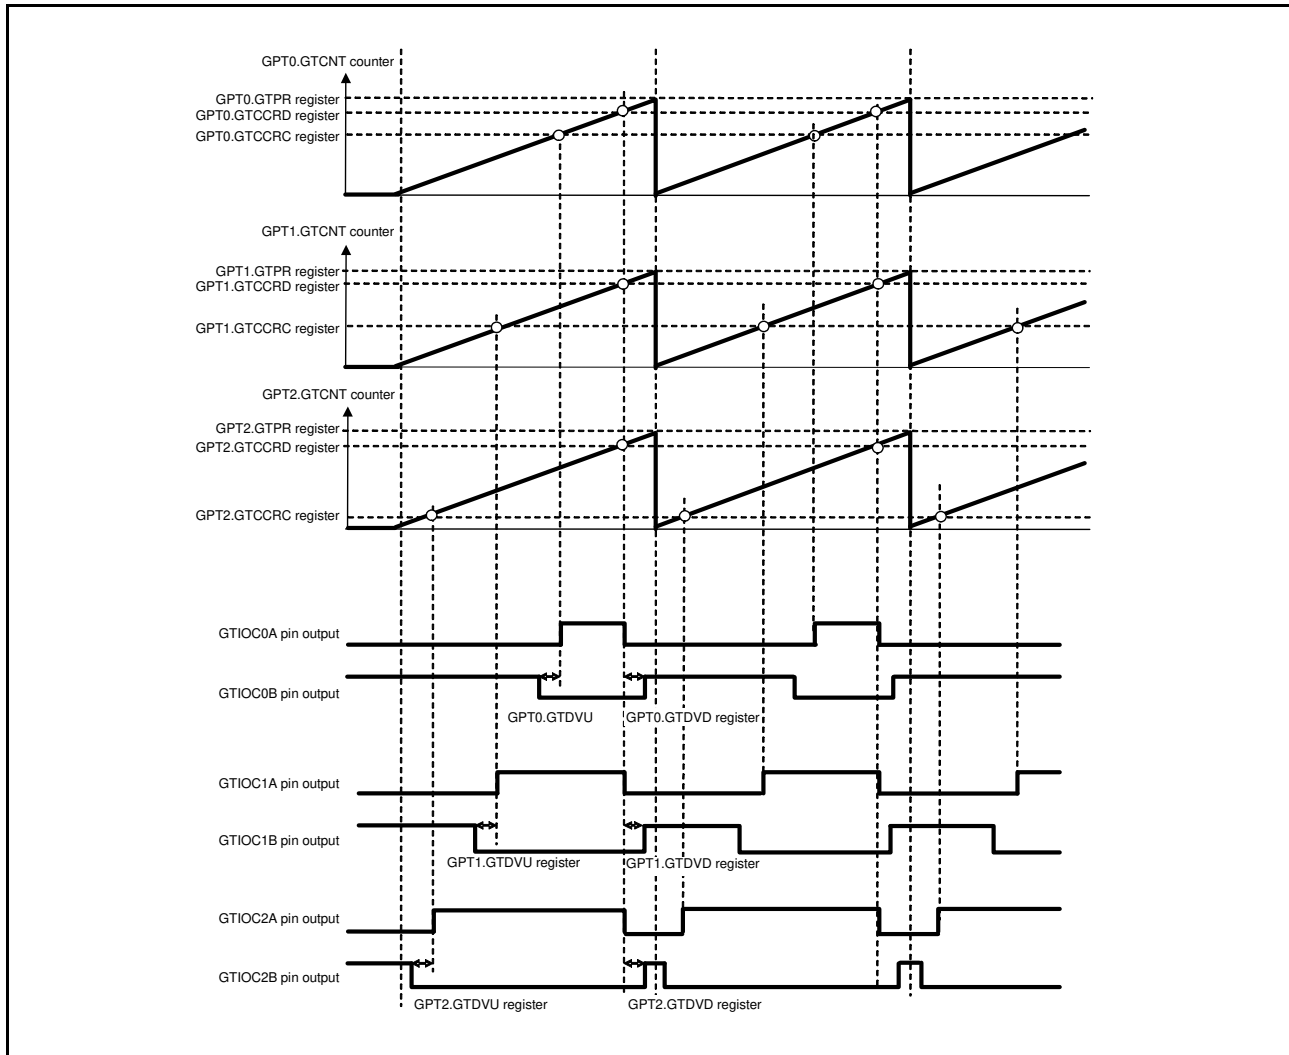 GPT0.GTCNT counter
GPT0.GTPR register
GPT0.GTCCRD register
GPT0.GTCCRC register
GPT1.GTCNT counter
GPT1.GTPR register
GPT1.GTCCRD register
GPT1.GTCCRC register
GPT2.GTCNT counter
GPT2.GTPR register
GPT2.GTCCRD register
GPT2.GTCCRC register
GTIOC0A pin output
GTIOC0B pin output
GPT0.GTDVU GPT0.GTDVD register
GTIOC1A pin output
GTIOC1B pin output
GPT1.GTDVU register GPT1.GTDVD register
GTIOC2A pin output
GTIOC2B pin output
GPT2.GTDVU register GPT2.GTDVD register